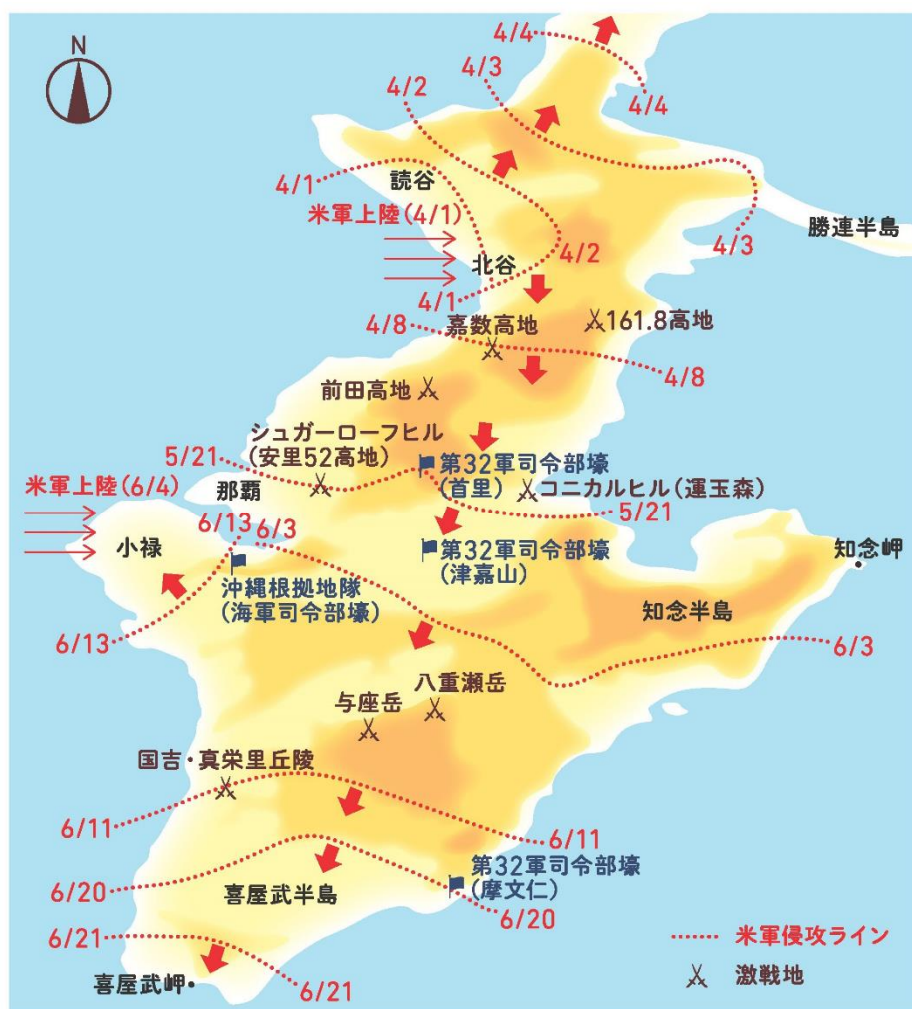 N
4/4
4/4
4/3
4/2
4/1
読谷
米軍上陸(4/1)
勝連半島
4/3
4/2
北谷
4/1
嘉数高地
161.8高地
4/8
4/8
前田高地
シュガーローフヒル
(安里52高地)
5/21
第32軍司令部壕
(首里)
コニカルヒル(運玉森)
5/21
米軍上陸(6/4)
那覇
6/13
6/3
小禄
第32軍司令部壕
(津嘉山)
知念岬
沖縄根拠地隊
(海軍司令部壕)
知念半島
6/13
6/3
八重瀬岳
与座岳
国吉・真栄里丘陵
6/11
6/11
第32軍司令部壕
(摩文仁)
6/20
喜屋武半島
6/20
6/21
米軍侵攻ライン
激戦地
喜屋武岬
6/21